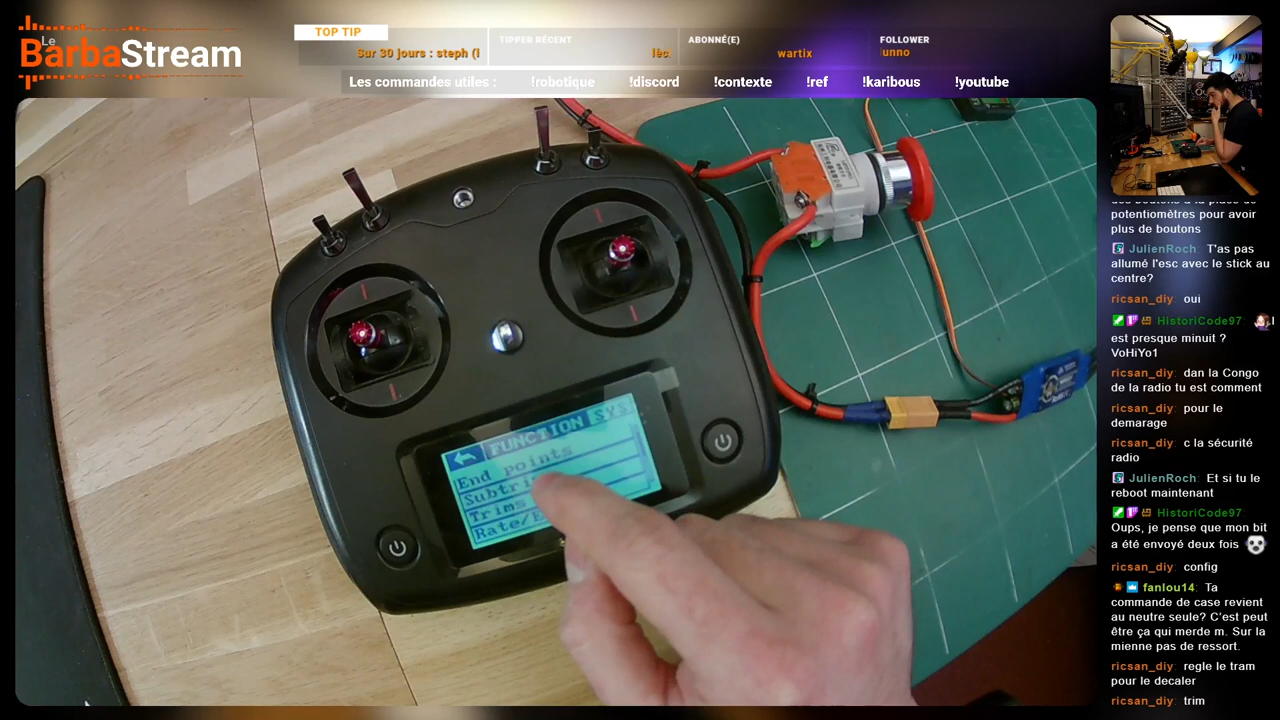 Le
BarbaStream
TOP TIP
Sur 30 jours : steph (l
TIPPER RÉCENT
léc
ABONNÉ(E)
wartix
FOLLOWER
unno
Les commandes utiles : !robotique !discord !contexte !ref !karibous !youtube
FUNCTION SYS
End points
Subtri
Trims
Rate/E
des boutons à la place de
potentiomètres pour avoir
plus de boutons
JulienRoch T'as pas
allumé l'esc avec le stick au
centre?
ricsan_diy: oui
HistoriCode97 : Il
est presque minuit ?
VoHiYo1
ricsan_diy: dan la Congo
de la radio tu est comment
ricsan_diy: pour le
demarage
ricsan_diy: c la sécurité
radio
JulienRoch Et si tu le
reboot maintenant
HistoriCode97 :
Oups, je pense que mon bit
a été envoyé deux fois
ricsan_diy: config
fanlou14: Ta
commande de case revient
au neutre seule? C'est peut
être ça qui merde m. Sur la
mienne pas de ressort.
ricsan_diy: regle le tram
pour le decaler
ricsan_diy: trim